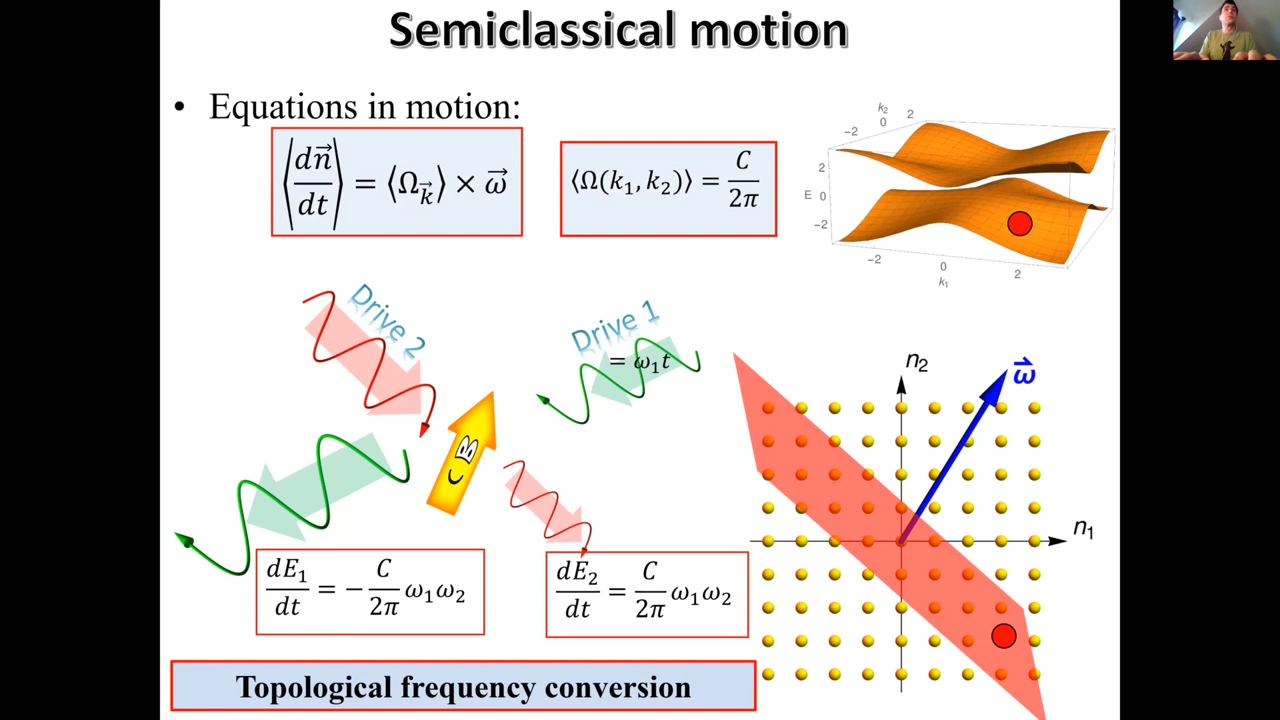 Semiclassical motion
• Equations in motion:
⟨dn⃗/dt⟩ = ⟨Ω_k⃗⟩ × ω⃗
⟨Ω(k₁, k₂)⟩ = C/2π
k₂
−2 0 2
E
2
0
−2
−2 0 2
k₁
Drive 2
Drive 1
= ω₁t
n₂
ω⃗
n₁
dE₁/dt = − C/2π ω₁ω₂
dE₂/dt = C/2π ω₁ω₂
Topological frequency conversion